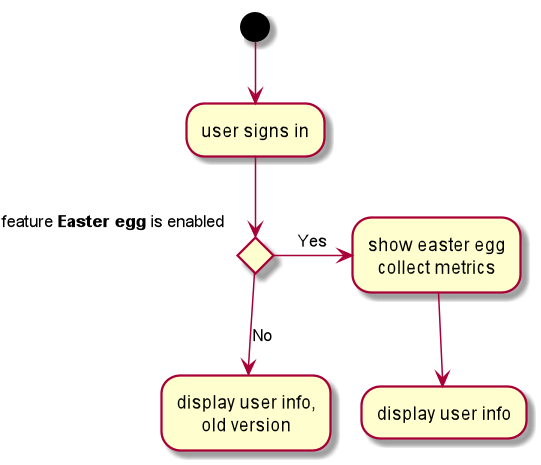 user signs in
feature Easter egg is enabled
Yes
show easter egg
collect metrics
No
display user info,
old version
display user info